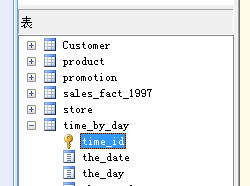 表
Customer
product
promotion
sales_fact_1997
store
time_by_day
time_id
the_date
the_day